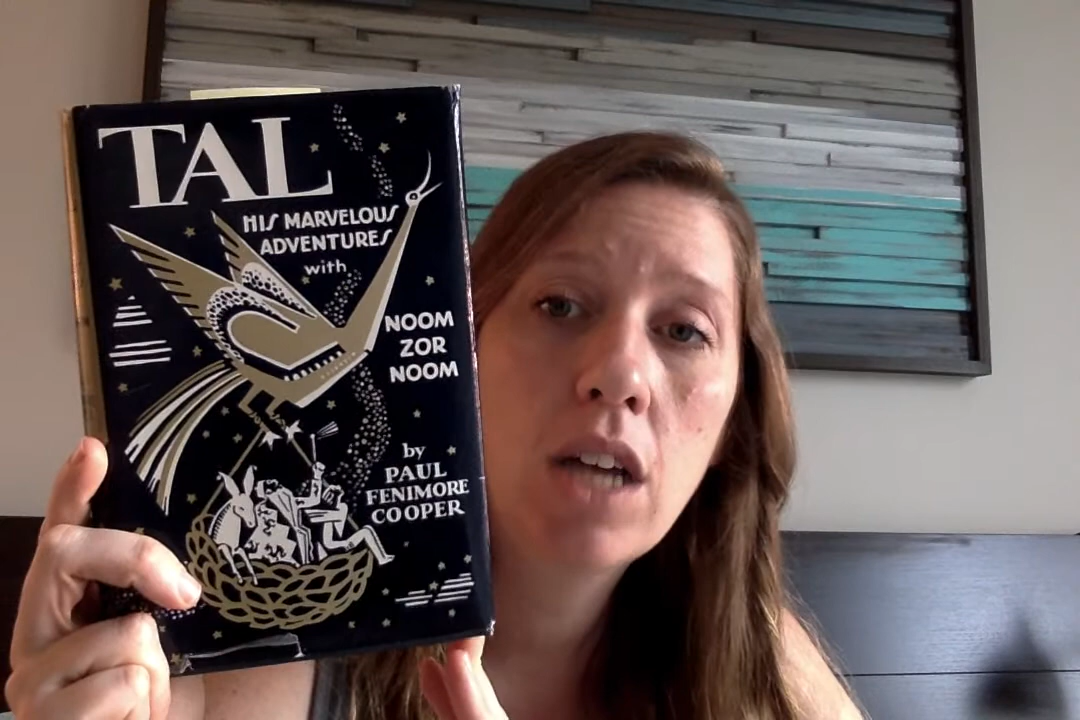 TAL
HIS MARVELOUS
ADVENTURES
with
NOOM
ZOR
NOOM
by
PAUL
FENIMORE
COOPER